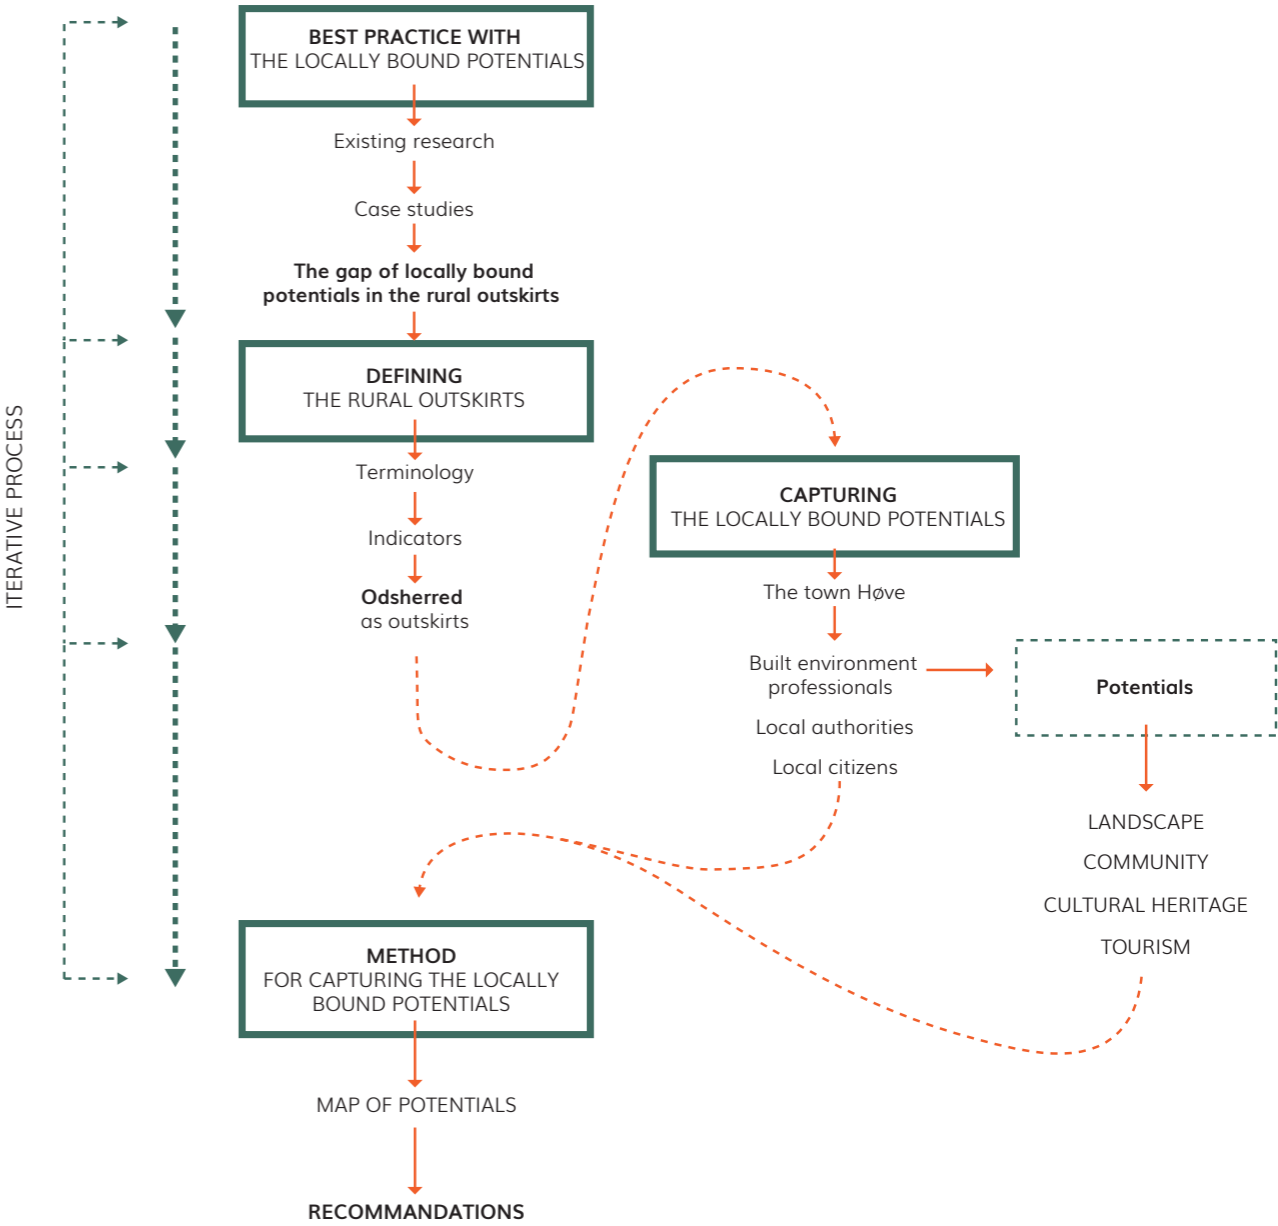 ITERATIVE PROCESS
BEST PRACTICE WITH
THE LOCALLY BOUND POTENTIALS
Existing research
Case studies
The gap of locally bound
potentials in the rural outskirts
DEFINING
THE RURAL OUTSKIRTS
Terminology
Indicators
Odsherred
as outskirts
CAPTURING
THE LOCALLY BOUND POTENTIALS
The town Høve
Built environment
professionals
Local authorities
Local citizens
Potentials
LANDSCAPE
COMMUNITY
CULTURAL HERITAGE
TOURISM
METHOD
FOR CAPTURING THE LOCALLY
BOUND POTENTIALS
MAP OF POTENTIALS
RECOMMANDATIONS